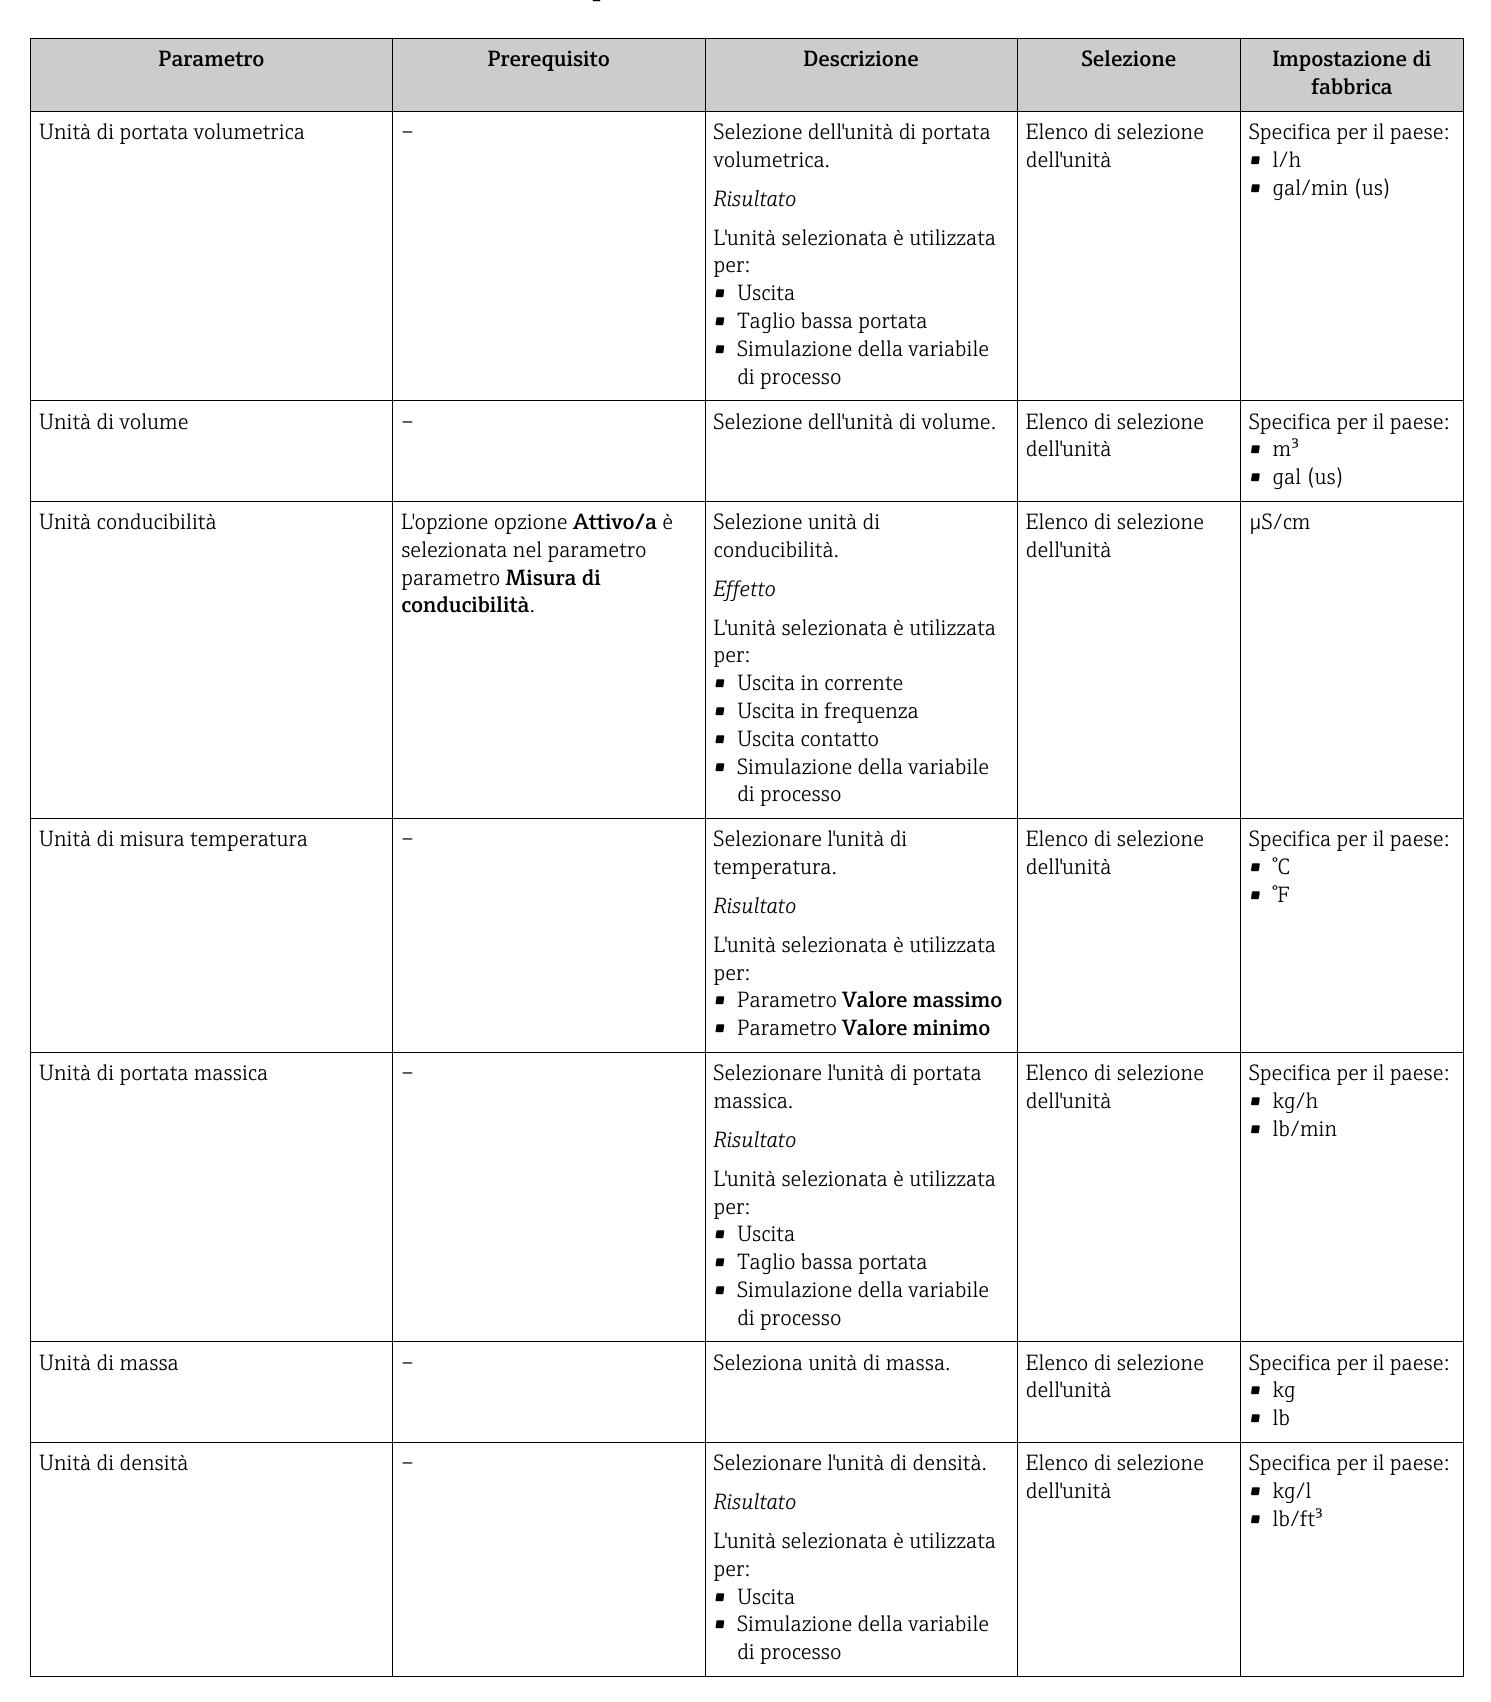 Parametro
Prerequisito
Descrizione
Selezione
Impostazione di
fabbrica
Unità di portata volumetrica
–
Selezione dell'unità di portata
volumetrica.
Risultato
L'unità selezionata è utilizzata
per:
▪ Uscita
▪ Taglio bassa portata
▪ Simulazione della variabile
di processo
Elenco di selezione
dell'unità
Specifica per il paese:
▪ l/h
▪ gal/min (us)
Unità di volume
–
Selezione dell'unità di volume.
Elenco di selezione
dell'unità
Specifica per il paese:
▪ m³
▪ gal (us)
Unità conducibilità
L'opzione opzione Attivo/a è
selezionata nel parametro
parametro Misura di
conducibilità.
Selezione unità di
conducibilità.
Effetto
L'unità selezionata è utilizzata
per:
▪ Uscita in corrente
▪ Uscita in frequenza
▪ Uscita contatto
▪ Simulazione della variabile
di processo
Elenco di selezione
dell'unità
µS/cm
Unità di misura temperatura
–
Selezionare l'unità di
temperatura.
Risultato
L'unità selezionata è utilizzata
per:
▪ Parametro Valore massimo
▪ Parametro Valore minimo
Elenco di selezione
dell'unità
Specifica per il paese:
▪ °C
▪ °F
Unità di portata massica
–
Selezionare l'unità di portata
massica.
Risultato
L'unità selezionata è utilizzata
per:
▪ Uscita
▪ Taglio bassa portata
▪ Simulazione della variabile
di processo
Elenco di selezione
dell'unità
Specifica per il paese:
▪ kg/h
▪ lb/min
Unità di massa
–
Seleziona unità di massa.
Elenco di selezione
dell'unità
Specifica per il paese:
▪ kg
▪ lb
Unità di densità
–
Selezionare l'unità di densità.
Risultato
L'unità selezionata è utilizzata
per:
▪ Uscita
▪ Simulazione della variabile
di processo
Elenco di selezione
dell'unità
Specifica per il paese:
▪ kg/l
▪ lb/ft³